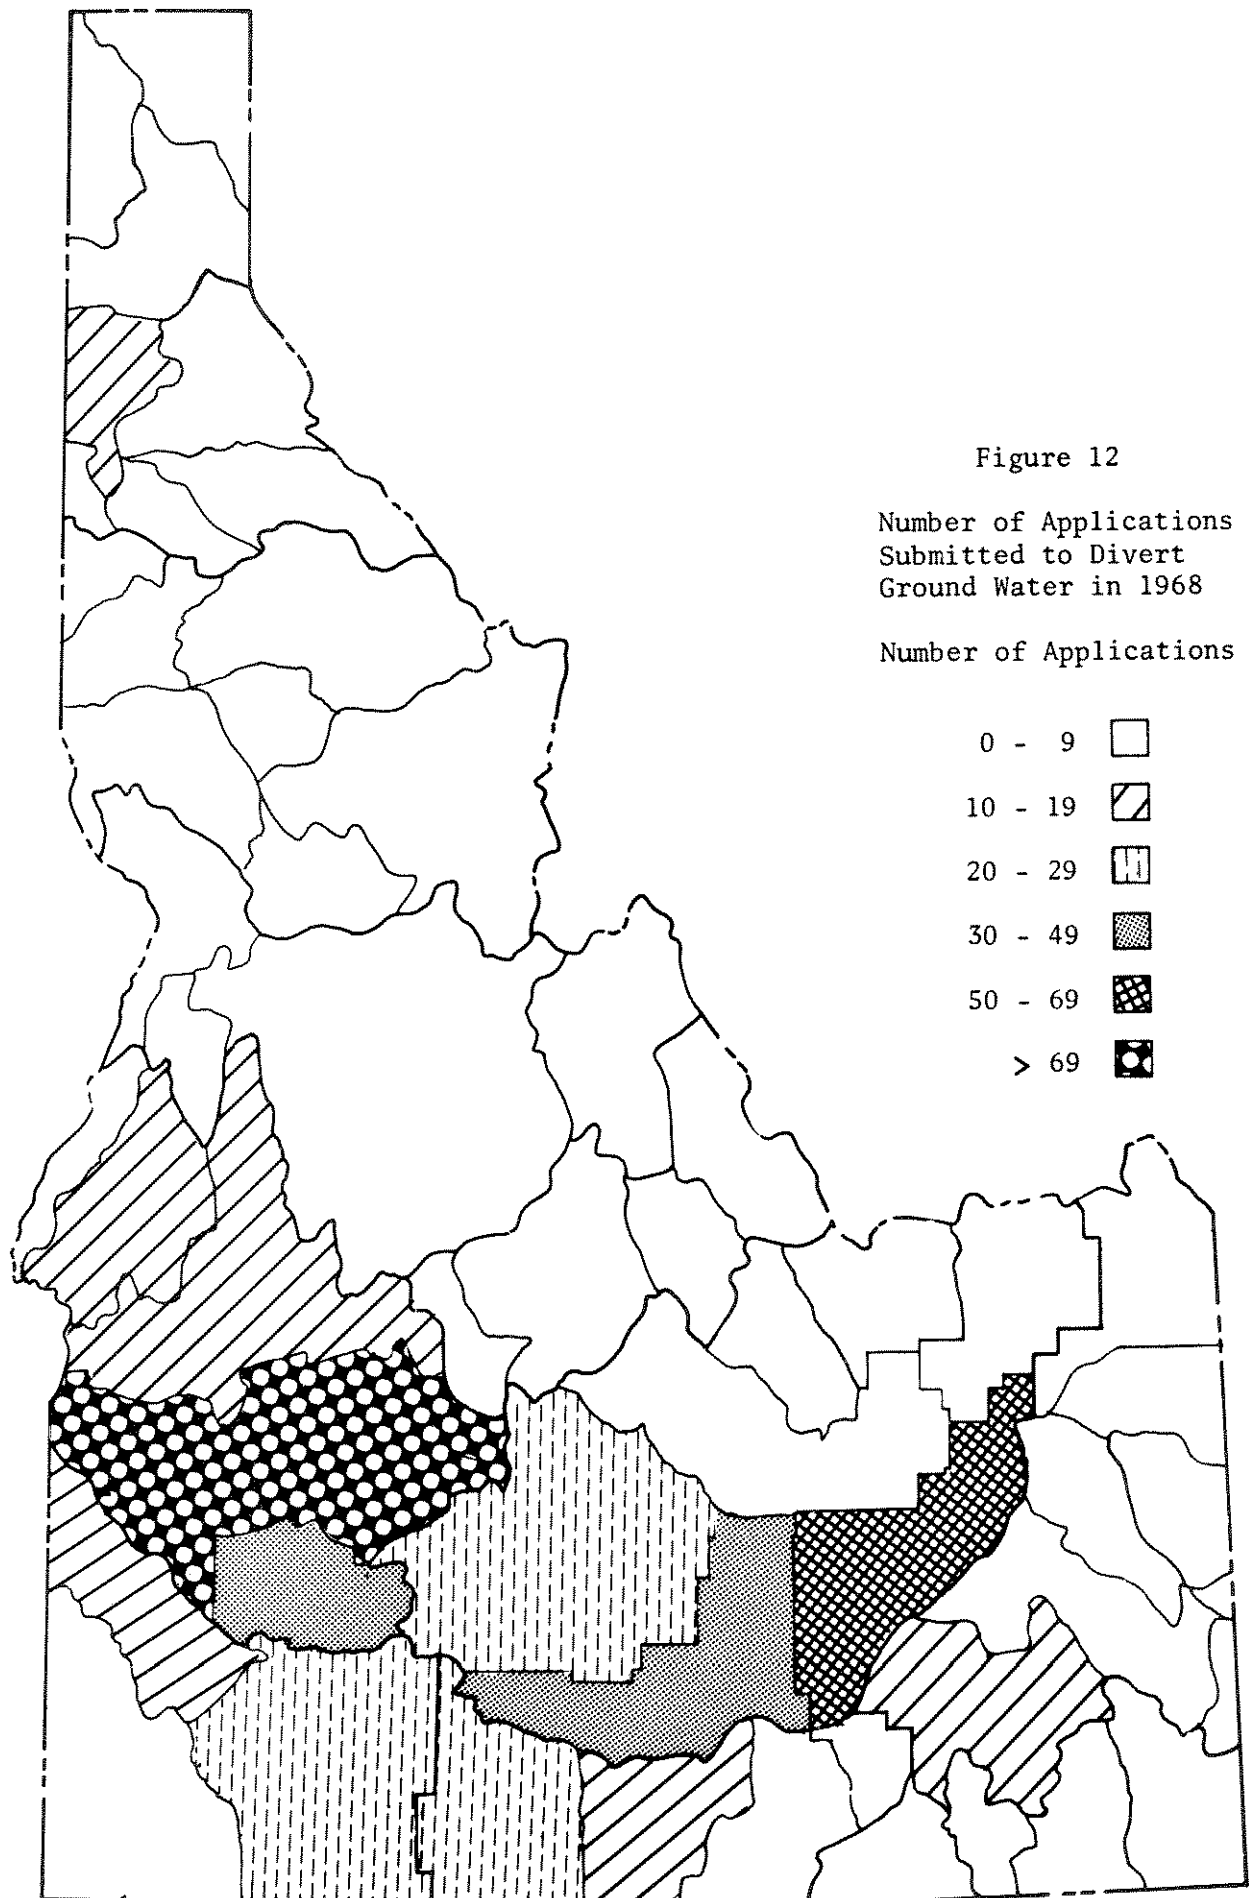 Figure 12
Number of Applications
Submitted to Divert
Ground Water in 1968
Number of Applications
0 - 9
10 - 19
20 - 29
30 - 49
50 - 69
> 69